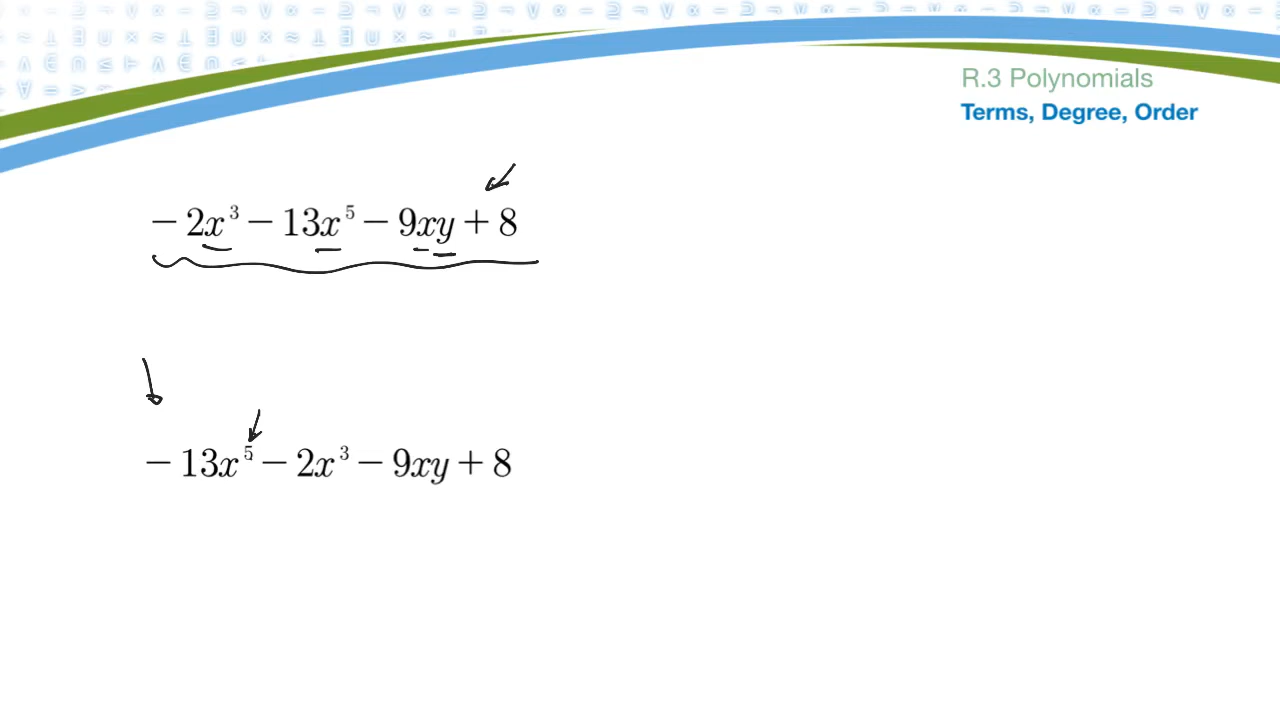 R.3 Polynomials
Terms, Degree, Order
− 2x³ − 13x⁵ − 9xy + 8
− 13x⁵ − 2x³ − 9xy + 8